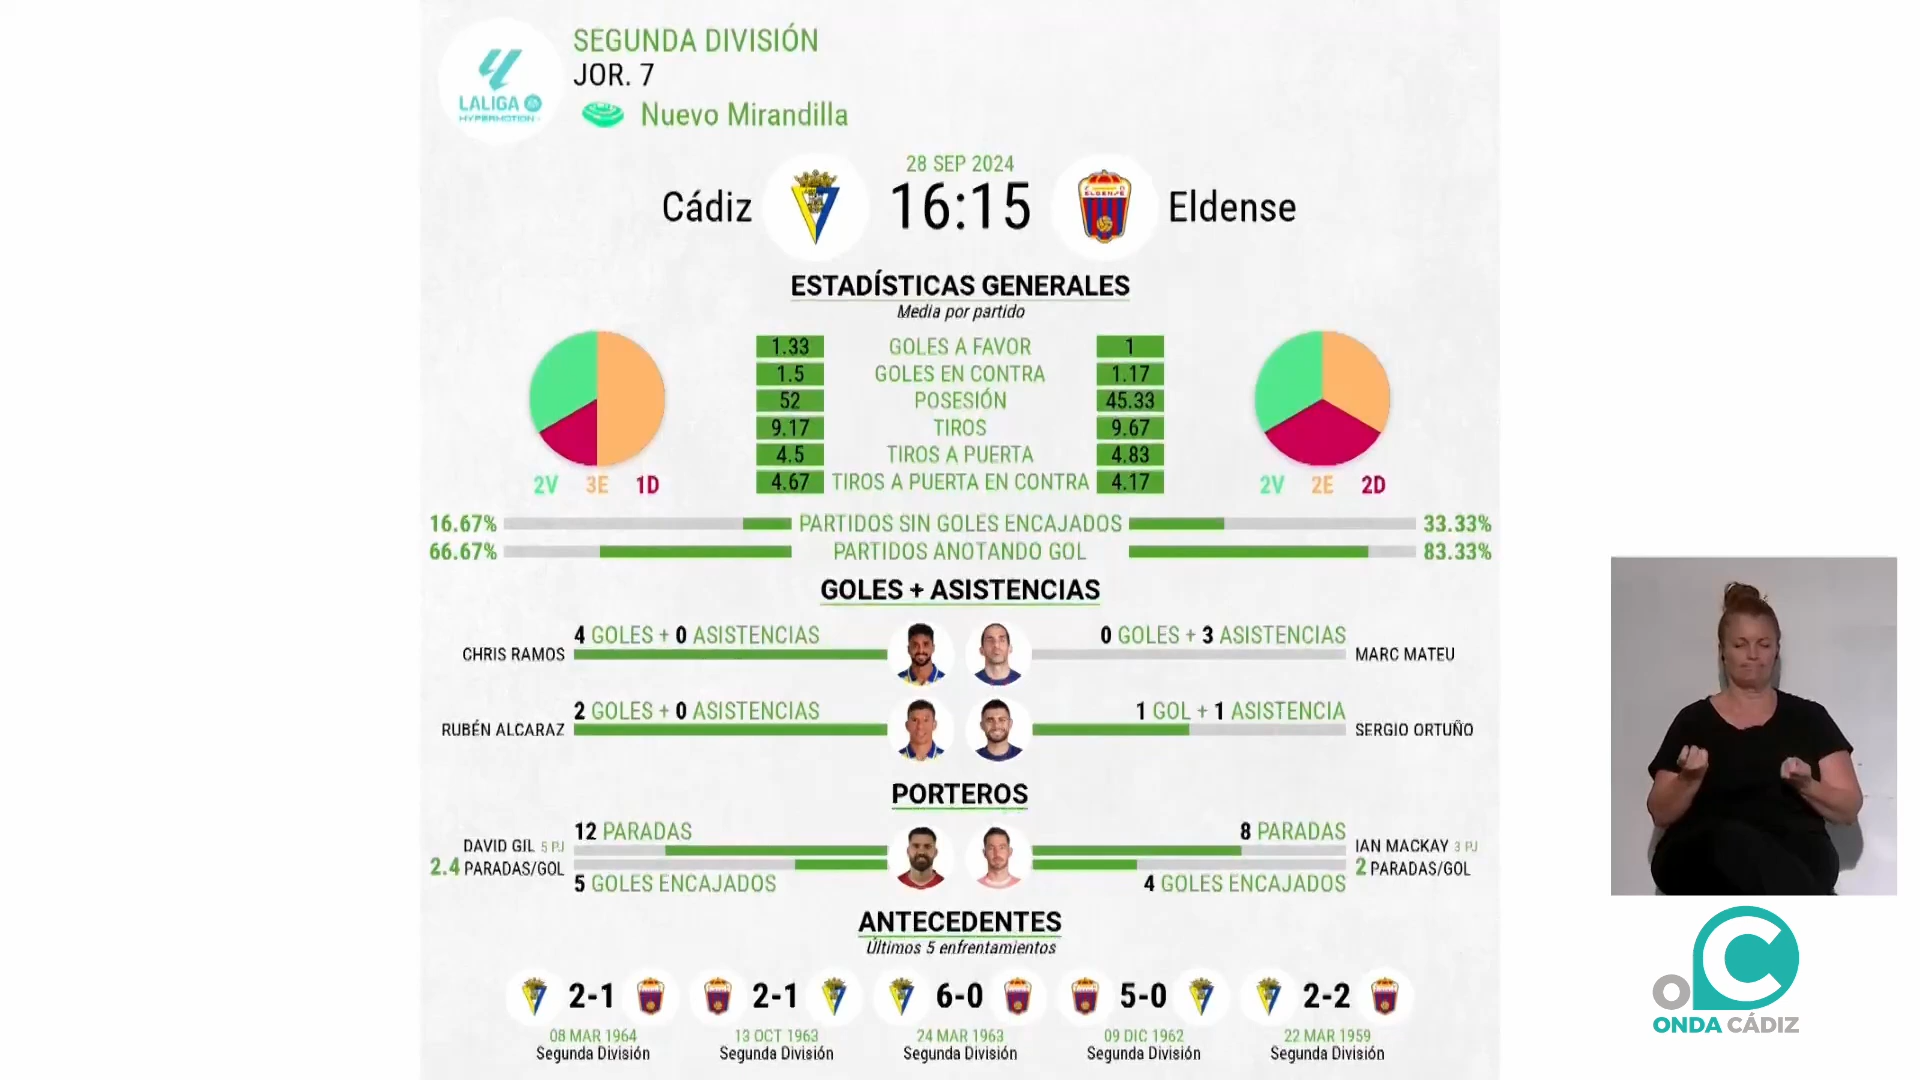 SEGUNDA DIVISIÓN
JOR. 7
LALIGA
HYPERMOTION
Nuevo Mirandilla
28 SEP 2024
Cádiz 16:15 Eldense
ELDENSE
ESTADÍSTICAS GENERALES
Media por partido
1.33 GOLES A FAVOR 1
1.5 GOLES EN CONTRA 1.17
52 POSESIÓN 45.33
9.17 TIROS 9.67
4.5 TIROS A PUERTA 4.83
4.67 TIROS A PUERTA EN CONTRA 4.17
2V 3E 1D 2V 2E 2D
16.67% PARTIDOS SIN GOLES ENCAJADOS 33.33%
66.67% PARTIDOS ANOTANDO GOL 83.33%
GOLES + ASISTENCIAS
4 GOLES + 0 ASISTENCIAS 0 GOLES + 3 ASISTENCIAS
CHRIS RAMOS MARC MATEU
2 GOLES + 0 ASISTENCIAS 1 GOL + 1 ASISTENCIA
RUBÉN ALCARAZ SERGIO ORTUÑO
PORTEROS
12 PARADAS 8 PARADAS
DAVID GIL 5 PJ IAN MACKAY 3 PJ
2.4 PARADAS/GOL 2 PARADAS/GOL
5 GOLES ENCAJADOS 4 GOLES ENCAJADOS
ANTECEDENTES
Últimos 5 enfrentamientos
2-1 2-1 6-0 5-0 2-2
08 MAR 1964 13 OCT 1963 24 MAR 1963 09 DIC 1962 22 MAR 1959
Segunda División Segunda División Segunda División Segunda División Segunda División
OC
ONDA CÁDIZ